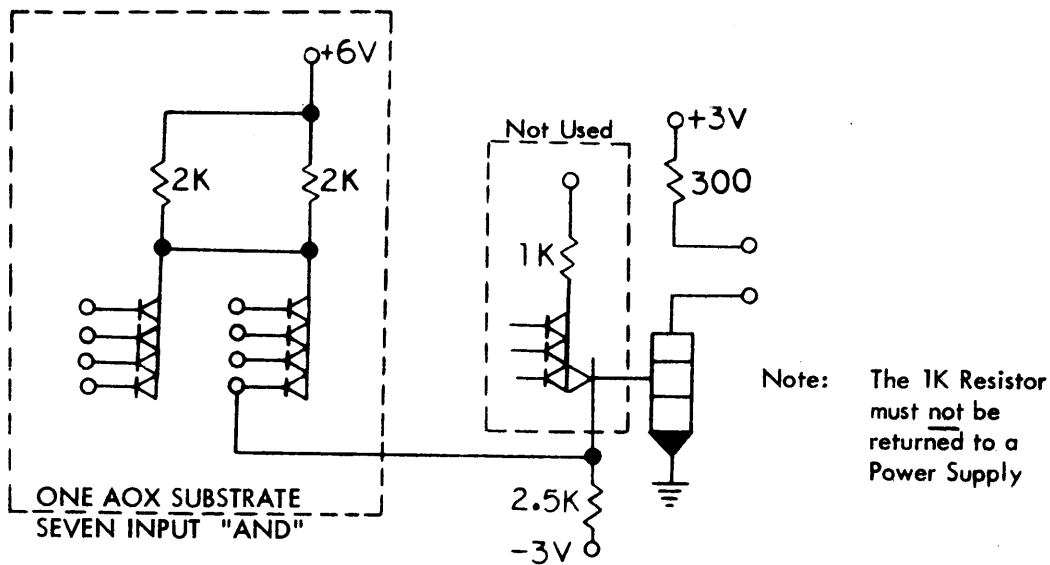 +6V
2K
2K
ONE AOX SUBSTRATE
SEVEN INPUT "AND"
Not Used
1K
+3V
300
2.5K
-3V
Note: The 1K Resistor
must not be
returned to a
Power Supply